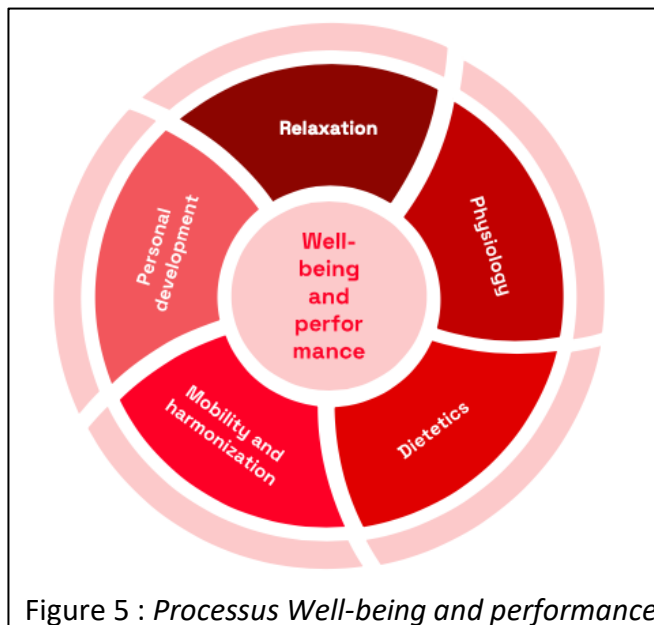 Relaxation
Physiology
Dietetics
Mobility and
harmonization
Personal
development
Well-
being
and
perfor
mance
Figure 5 : Processus Well-being and performance